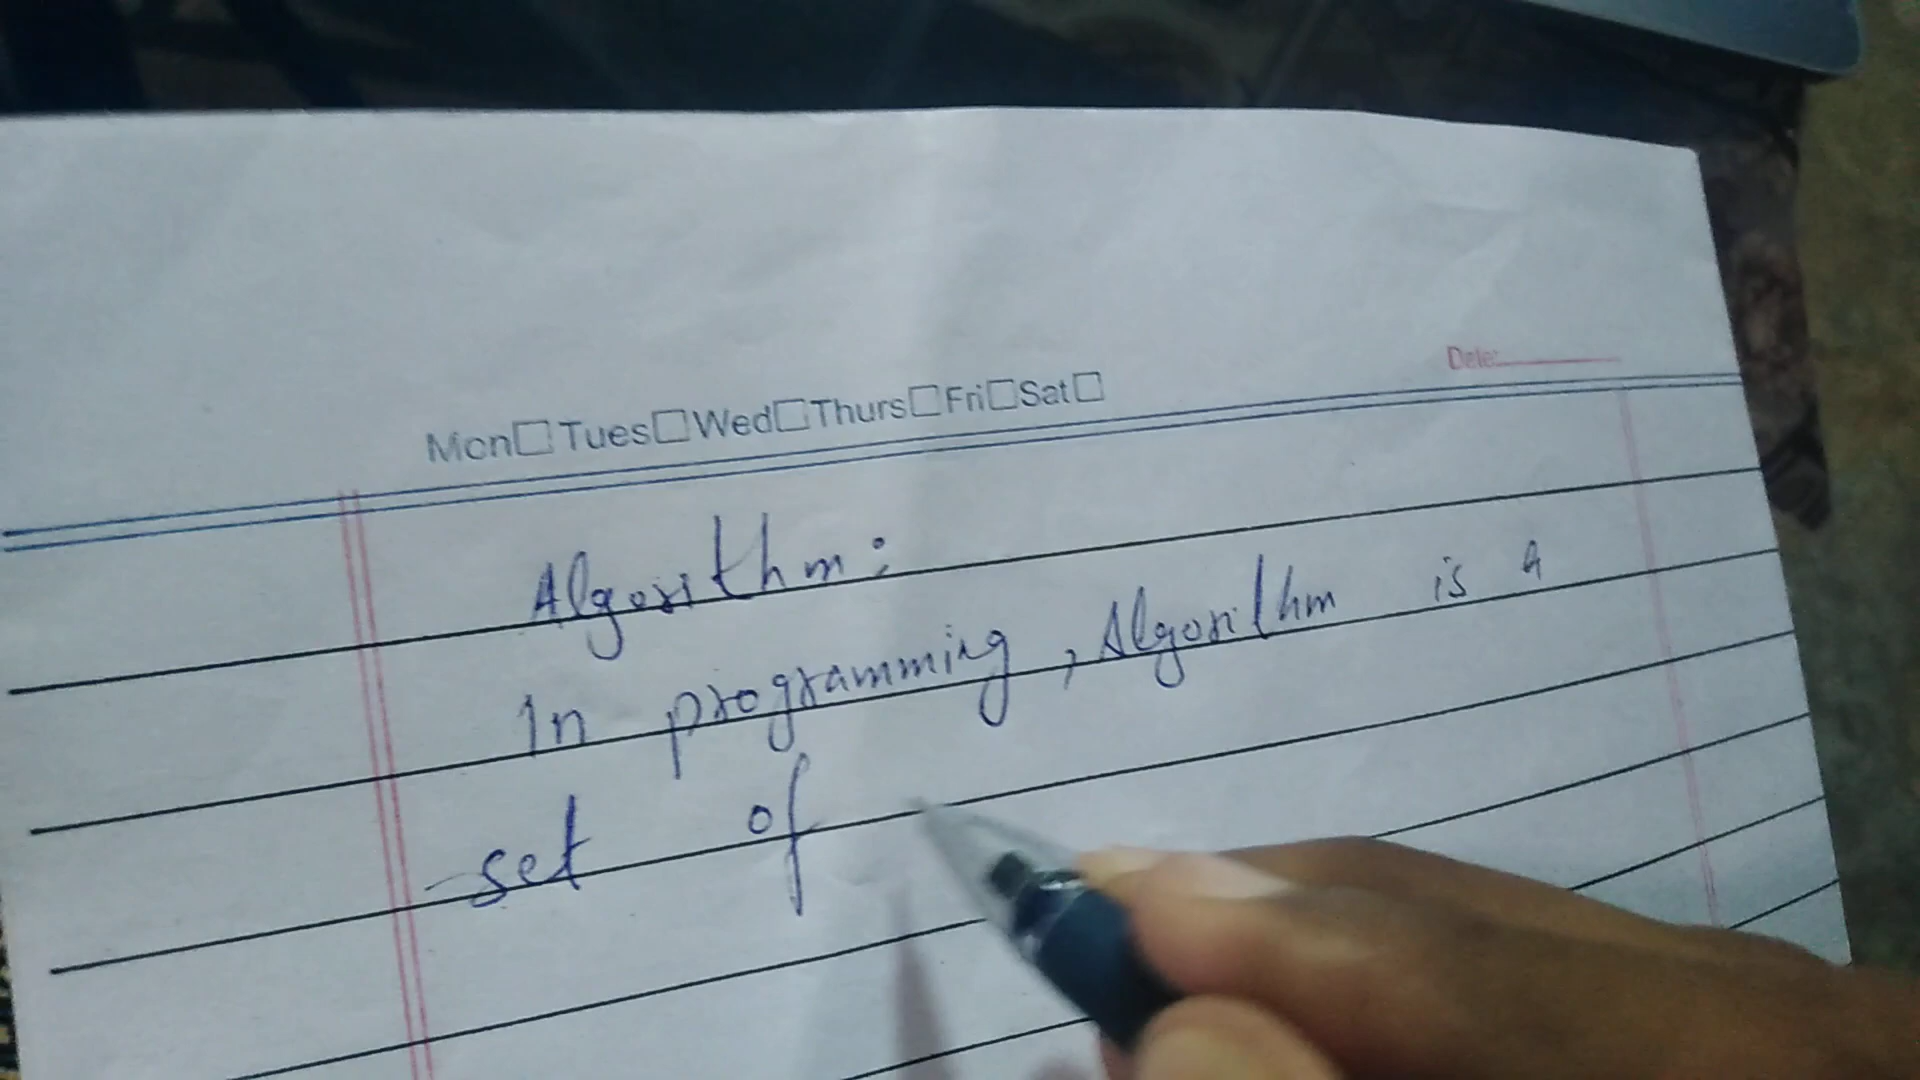 Date:
Mon Tues Wed Thurs Fri Sat
Algorithm:
In programming, Algorithm is a
set of